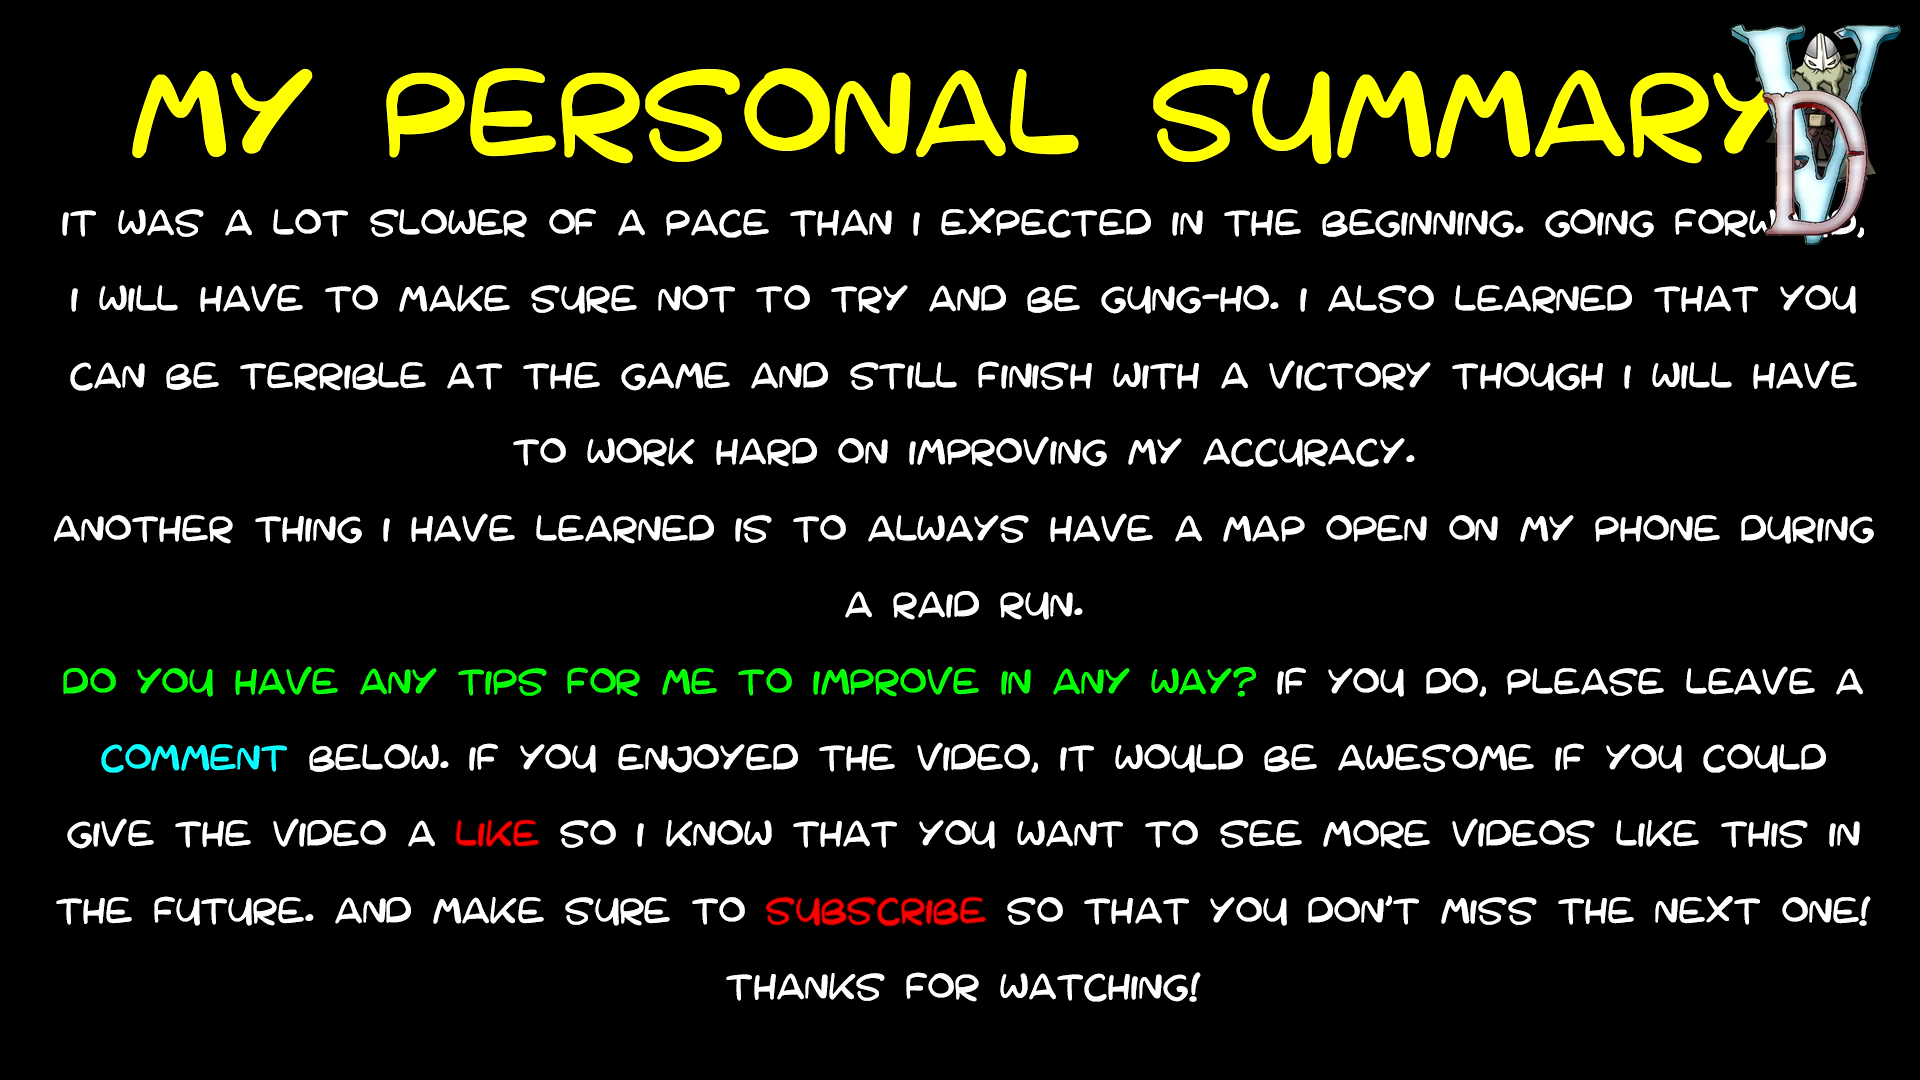 MY PERSONAL SUMMARY
IT WAS A LOT SLOWER OF A PACE THAN I EXPECTED IN THE BEGINNING. GOING FORWARD,
I WILL HAVE TO MAKE SURE NOT TO TRY AND BE GUNG-HO. I ALSO LEARNED THAT YOU
CAN BE TERRIBLE AT THE GAME AND STILL FINISH WITH A VICTORY THOUGH I WILL HAVE
TO WORK HARD ON IMPROVING MY ACCURACY.
ANOTHER THING I HAVE LEARNED IS TO ALWAYS HAVE A MAP OPEN ON MY PHONE DURING
A RAID RUN.
DO YOU HAVE ANY TIPS FOR ME TO IMPROVE IN ANY WAY? IF YOU DO, PLEASE LEAVE A
COMMENT BELOW. IF YOU ENJOYED THE VIDEO, IT WOULD BE AWESOME IF YOU COULD
GIVE THE VIDEO A LIKE SO I KNOW THAT YOU WANT TO SEE MORE VIDEOS LIKE THIS IN
THE FUTURE. AND MAKE SURE TO SUBSCRIBE SO THAT YOU DON'T MISS THE NEXT ONE!
THANKS FOR WATCHING!
VD